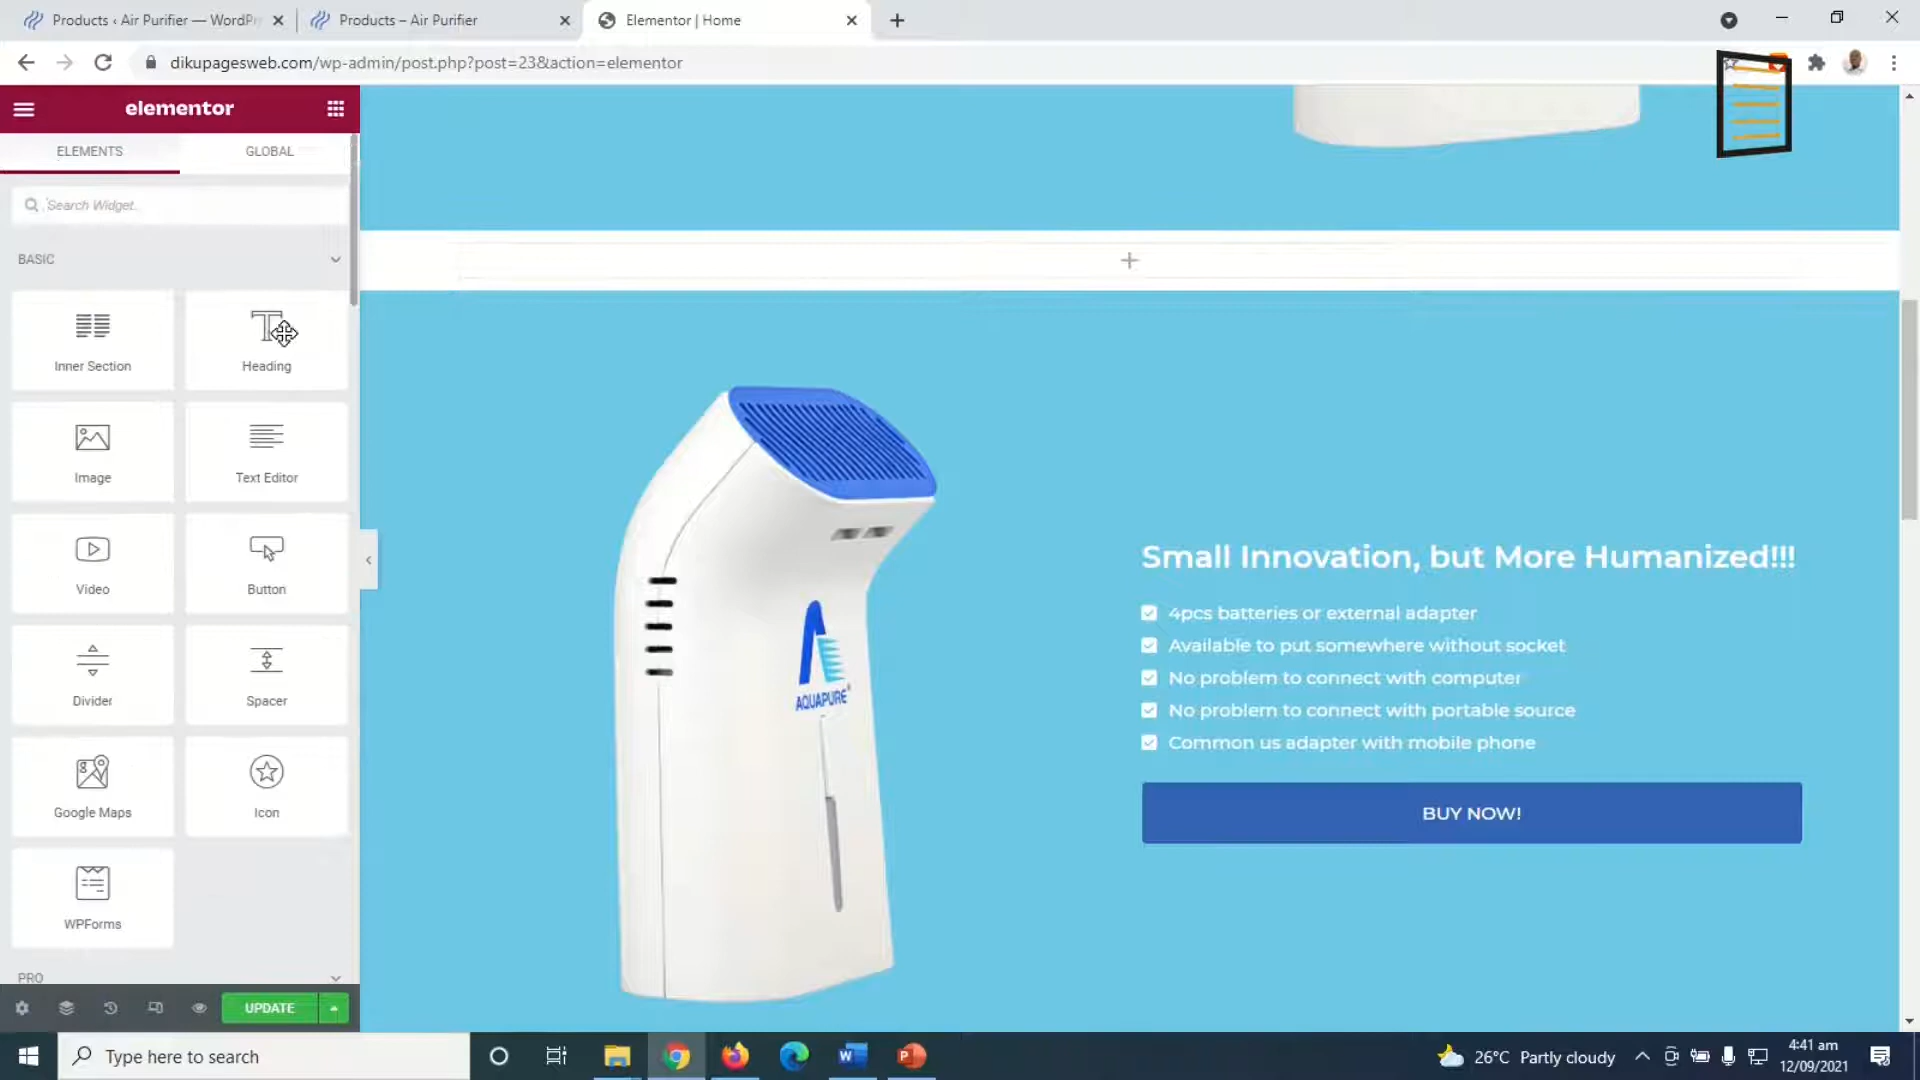 Products ‹ Air Purifier — WordPr
Products – Air Purifier
Elementor | Home
dikupagesweb.com/wp-admin/post.php?post=23&action=elementor
elementor
ELEMENTS
GLOBAL
Search Widget..
BASIC
Inner Section
Heading
Image
Text Editor
Video
Button
Divider
Spacer
Google Maps
Icon
WPForms
PRO
UPDATE
AQUAPURE
Small Innovation, but More Humanized!!!
4pcs batteries or external adapter
Available to put somewhere without socket
No problem to connect with computer
No problem to connect with portable source
Common us adapter with mobile phone
BUY NOW!
Type here to search
26°C Partly cloudy
4:41 am
12/09/2021